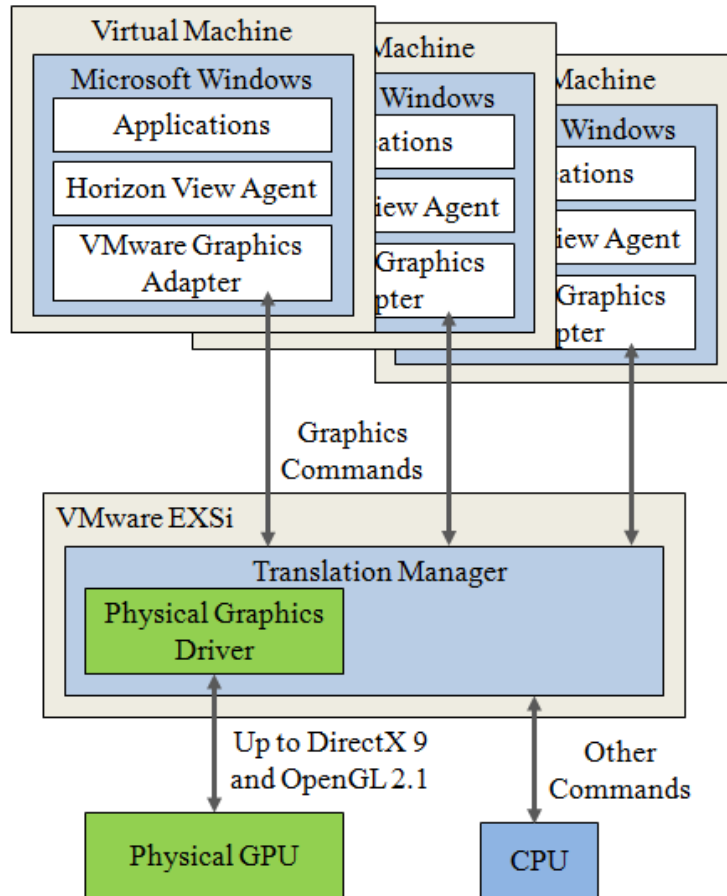 Virtual Machine
Microsoft Windows
Applications
Horizon View Agent
VMware Graphics
Adapter
Machine
Windows
cations
iew Agent
Graphics
pter
Machine
Windows
ations
iew Agent
Graphics
pter
Graphics
Commands
VMware EXSi
Translation Manager
Physical Graphics
Driver
Up to DirectX 9
and OpenGL 2.1
Other
Commands
Physical GPU
CPU